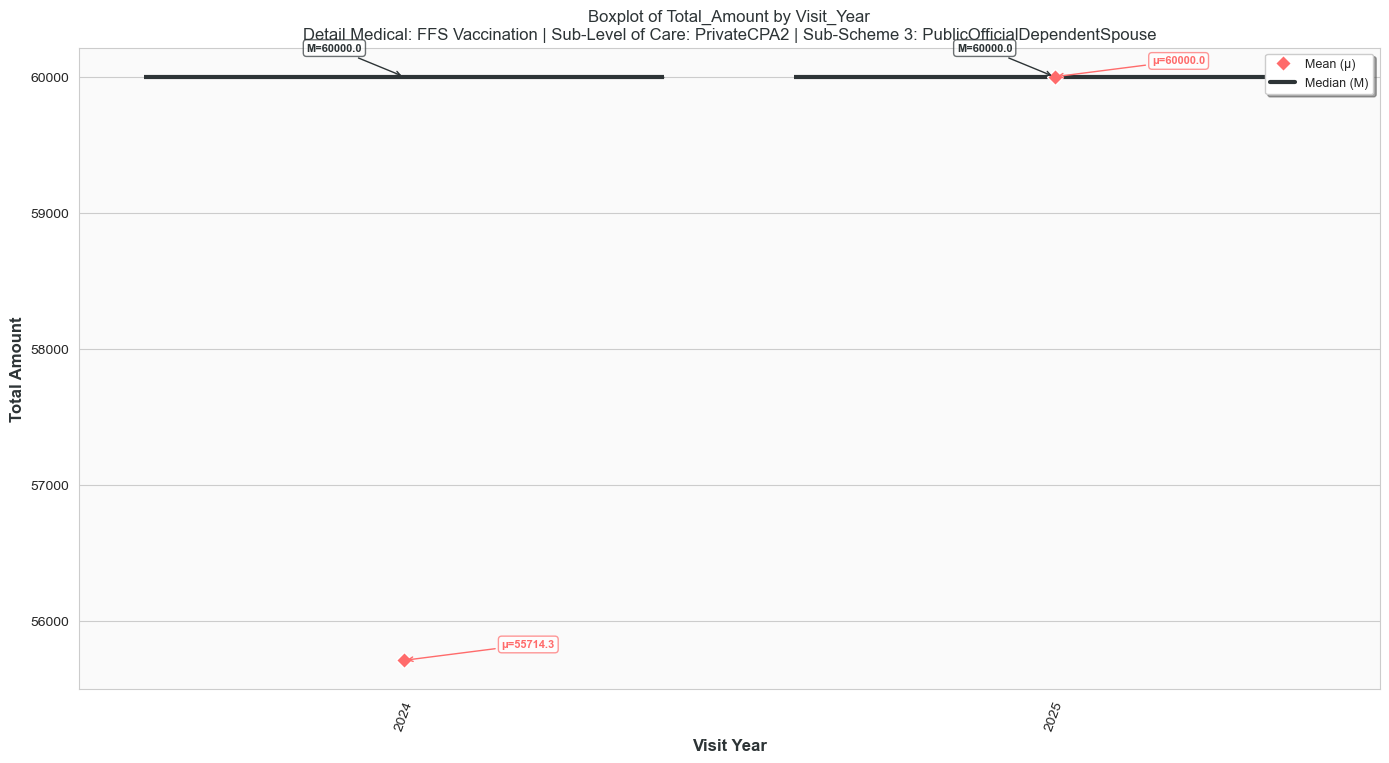 Boxplot of Total_Amount by Visit_Year
Detail Medical: FFS Vaccination | Sub-Level of Care: PrivateCPA2 | Sub-Scheme 3: PublicOfficialDependentSpouse
M=60000.0
M=60000.0
μ=60000.0
Mean (μ)
Median (M)
60000
59000
58000
57000
56000
Total Amount
μ=55714.3
2024
2025
Visit Year